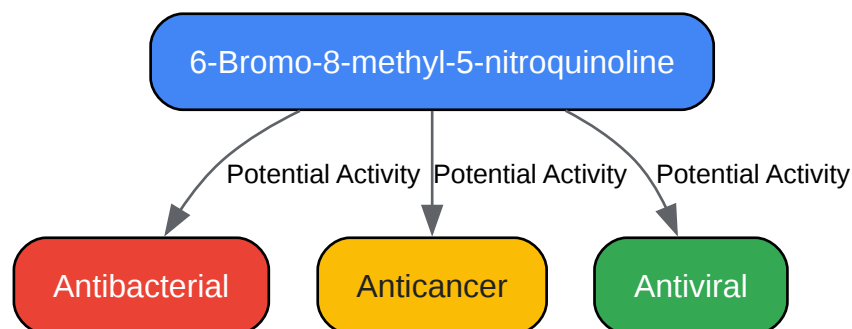 6-Bromo-8-methyl-5-nitroquinoline
Potential Activity Potential Activity Potential Activity
Antibacterial Anticancer Antiviral